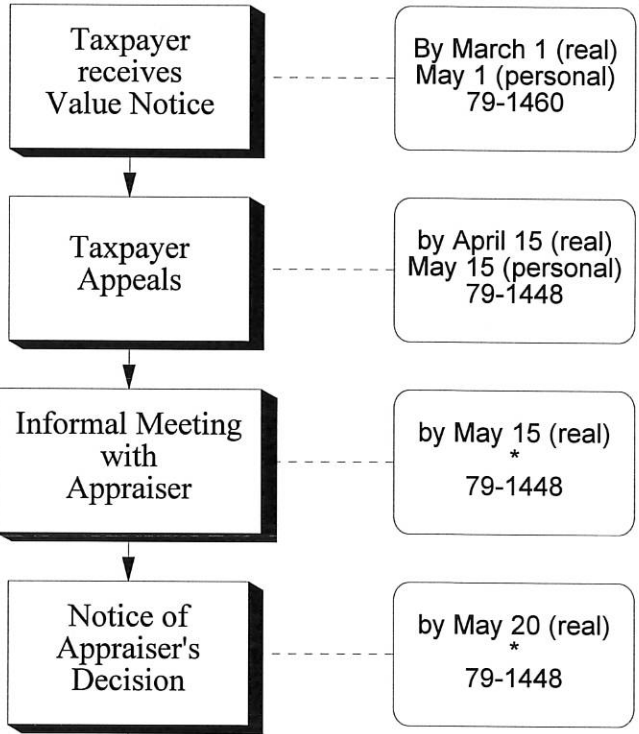 Taxpayer
receives
Value Notice
By March 1 (real)
May 1 (personal)
79-1460
Taxpayer
Appeals
by April 15 (real)
May 15 (personal)
79-1448
Informal Meeting
with
Appraiser
by May 15 (real)
*
79-1448
Notice of
Appraiser's
Decision
by May 20 (real)
*
79-1448